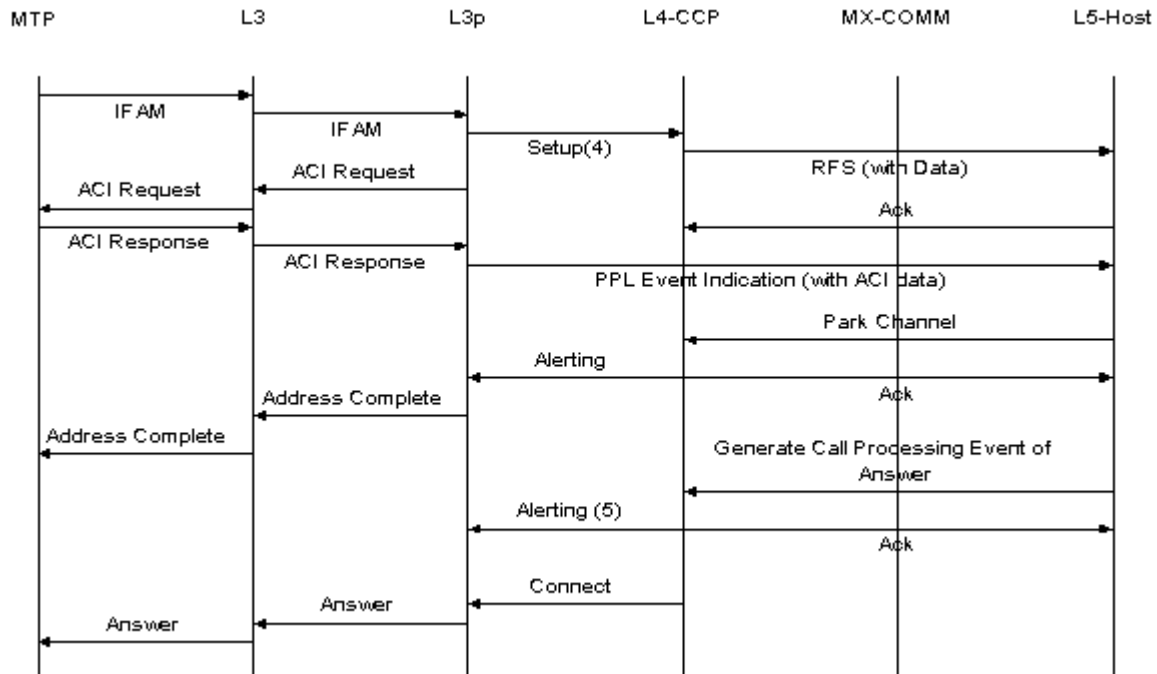 MTP L3 L3p L4-CCP MX-COMM L5-Host
IFAM
IFAM
Setup(4)
RFS (with Data)
ACI Request
ACI Request
Ack
ACI Response
ACI Response
PPL Event Indication (with ACI data)
Park Channel
Alerting
Ack
Address Complete
Address Complete
Generate Call Processing Event of
Answer
Alerting (5)
Ack
Connect
Answer
Answer